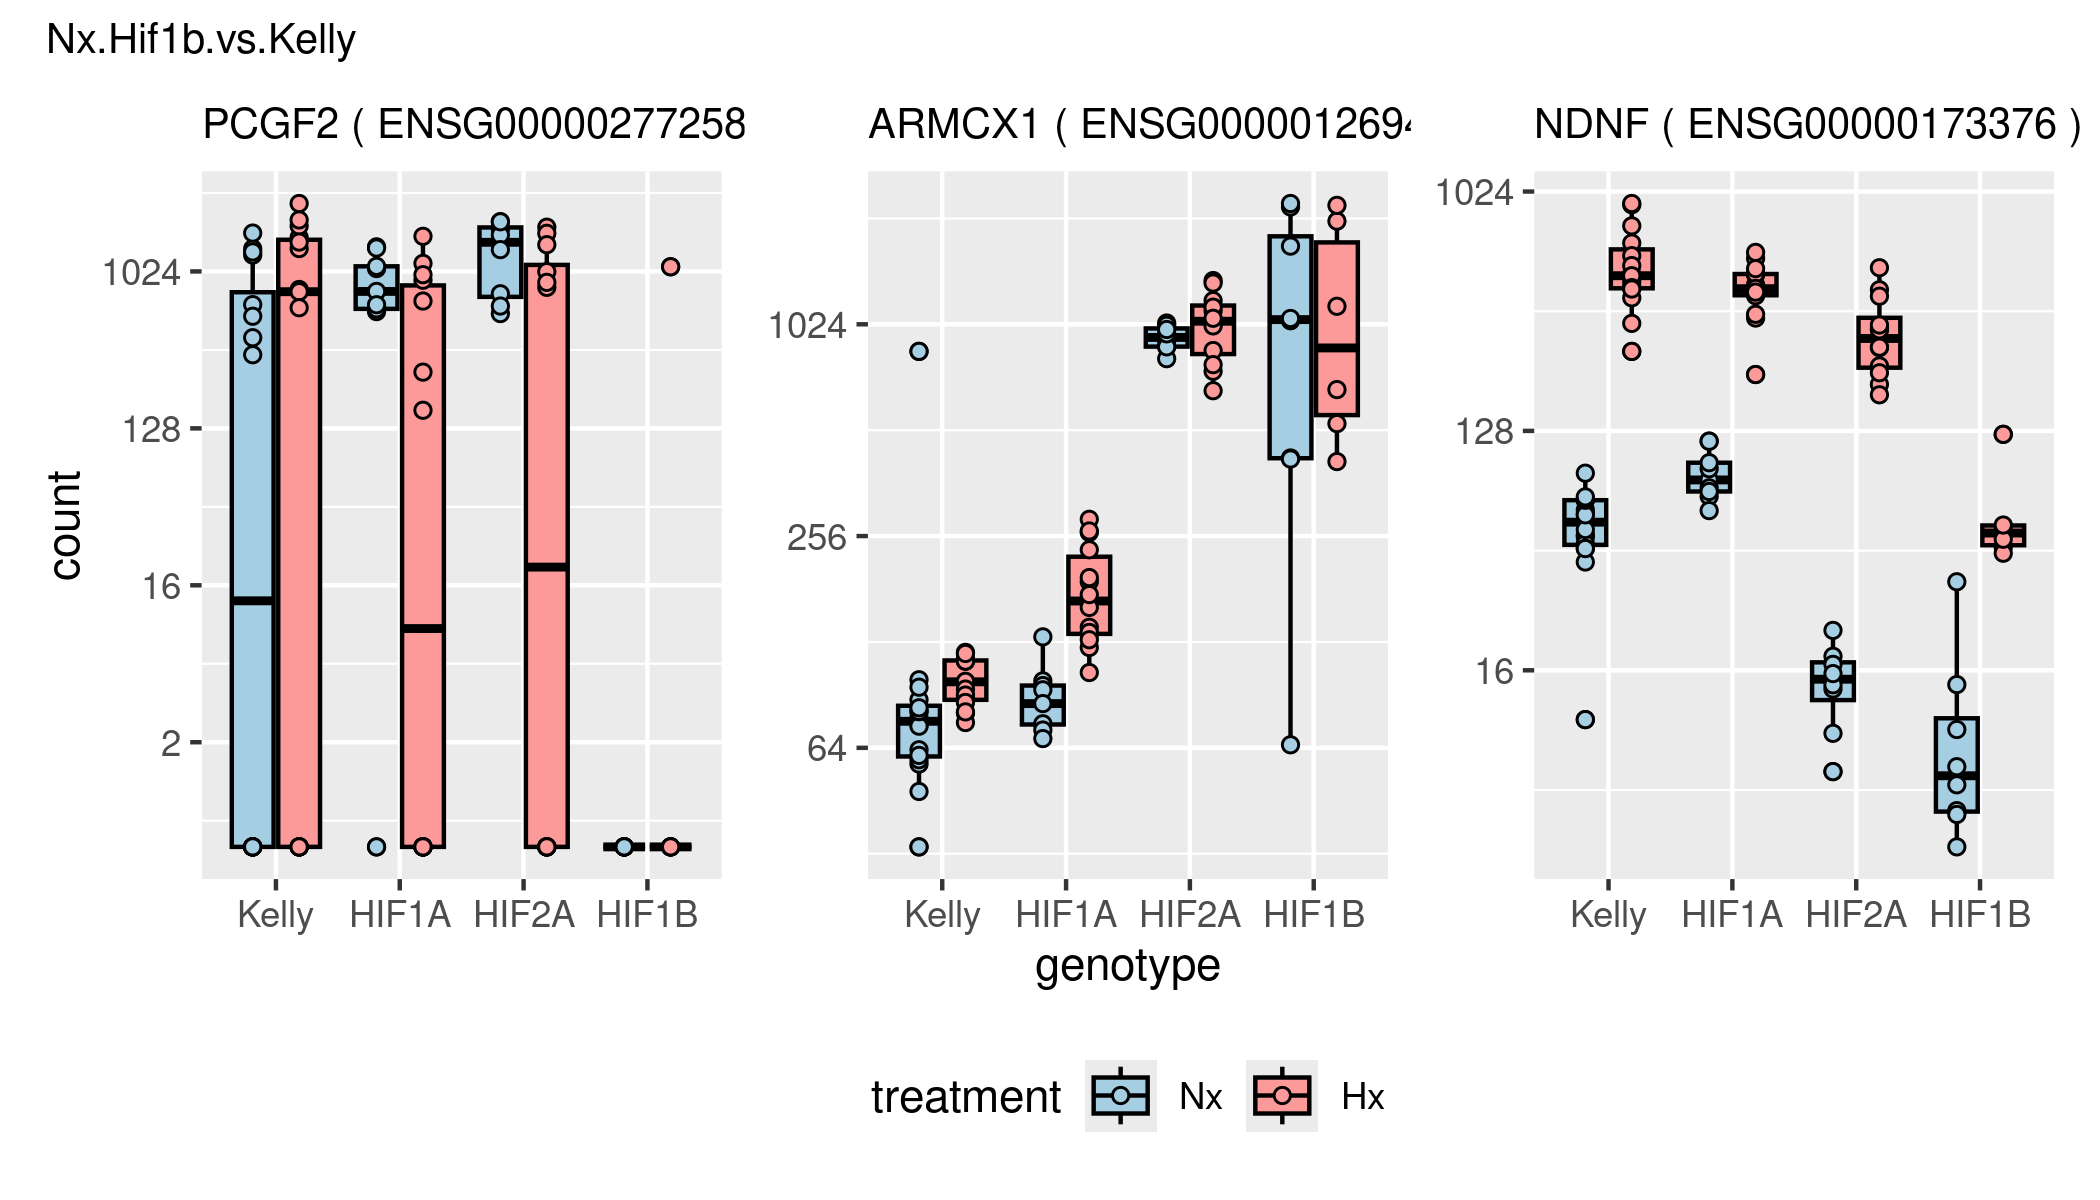 Nx.Hif1b.vs.Kelly
PCGF2 ( ENSG00000277258
ARMCX1 ( ENSG0000012694
NDNF ( ENSG00000173376 )
count
1024
128
16
2
Kelly HIF1A HIF2A HIF1B
1024
256
64
Kelly HIF1A HIF2A HIF1B
1024
128
16
Kelly HIF1A HIF2A HIF1B
genotype
treatment Nx Hx